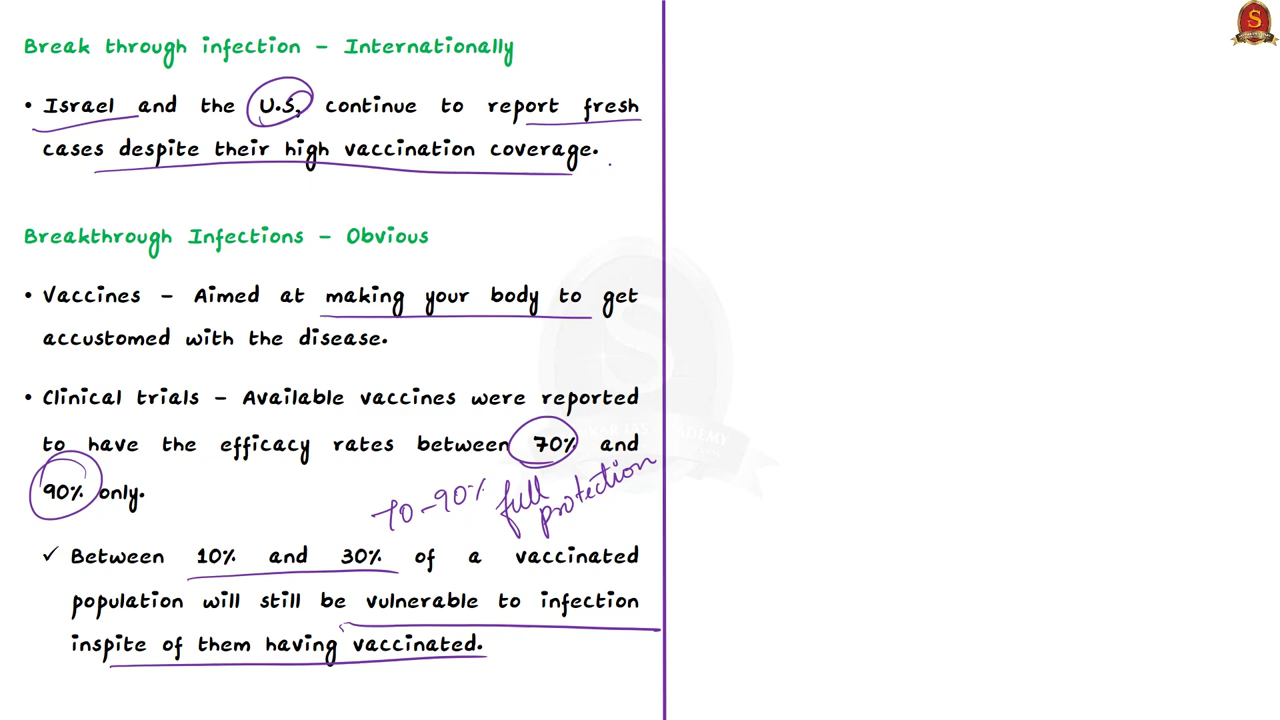 Break through infection – Internationally
• Israel and the U.S, continue to report fresh
cases despite their high vaccination coverage.
Breakthrough Infections – Obvious
• Vaccines – Aimed at making your body to get
accustomed with the disease.
• Clinical trials – Available vaccines were reported
to have the efficacy rates between 70% and
90% only.
70-90% full
protection
✓ Between 10% and 30% of a vaccinated
population will still be vulnerable to infection
inspite of them having vaccinated.